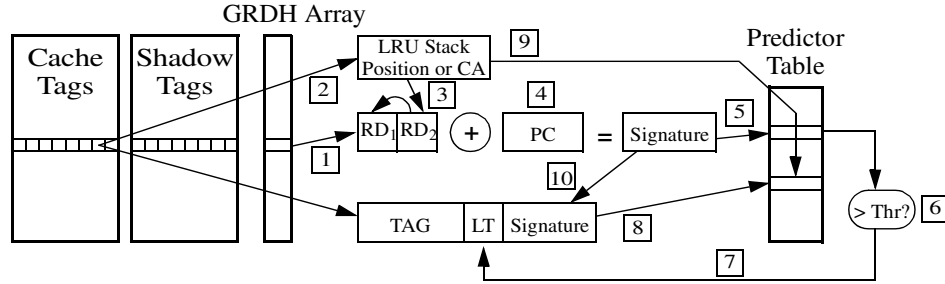 GRDH Array
Cache
Tags
Shadow
Tags
LRU Stack
Position or CA
9
Predictor
Table
2
3
4
5
RD1 RD2 + PC = Signature
1
10
TAG LT Signature
8
> Thr?
6
7